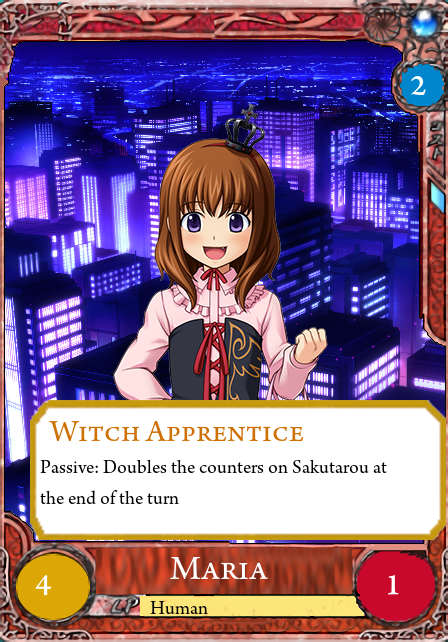 2
Witch Apprentice
Passive: Doubles the counters on Sakutarou at
the end of the turn
Maria
4
1
LP
Human